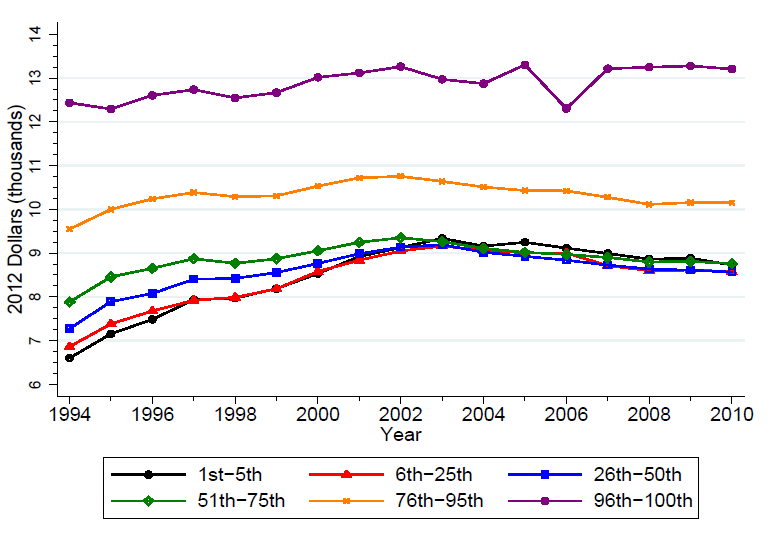 14
13
12
11
10
9
8
7
6
2012 Dollars (thousands)
1994 1996 1998 2000 2002 2004 2006 2008 2010
Year
1st−5th 6th−25th 26th−50th
51th−75th 76th−95th 96th−100th